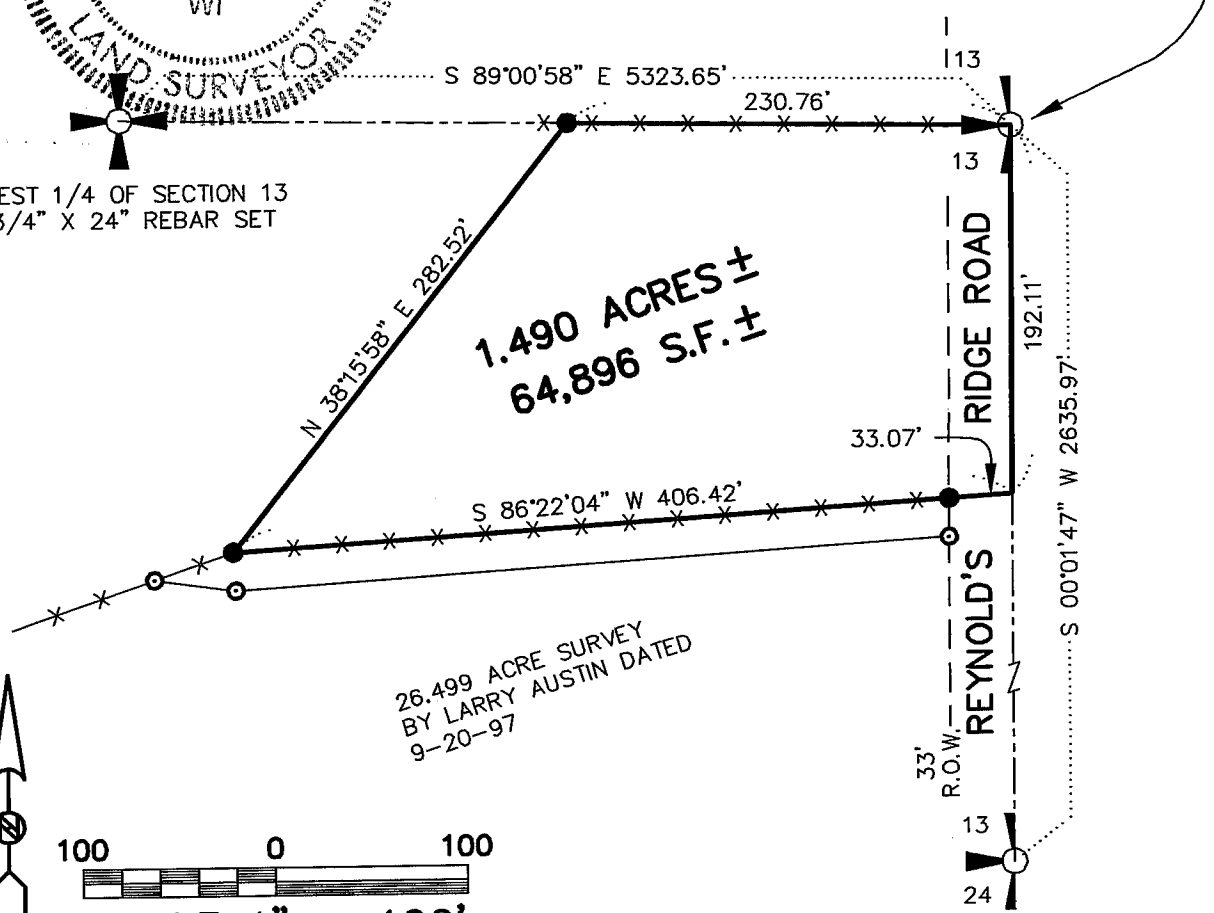 WI
LAND SURVEYOR
S 89°00'58" E 5323.65'
230.76'
13
13
EST 1/4 OF SECTION 13
3/4" X 24" REBAR SET
N 38°15'58" E 282.52'
1.490 ACRES ±
64,896 S.F. ±
REYNOLD'S RIDGE ROAD
192.11'
S 00°01'47" W 2635.97'
33.07'
S 86°22'04" W 406.42'
26.499 ACRE SURVEY
BY LARRY AUSTIN DATED
9-20-97
33'
R.O.W.
13
24
N
100 0 100